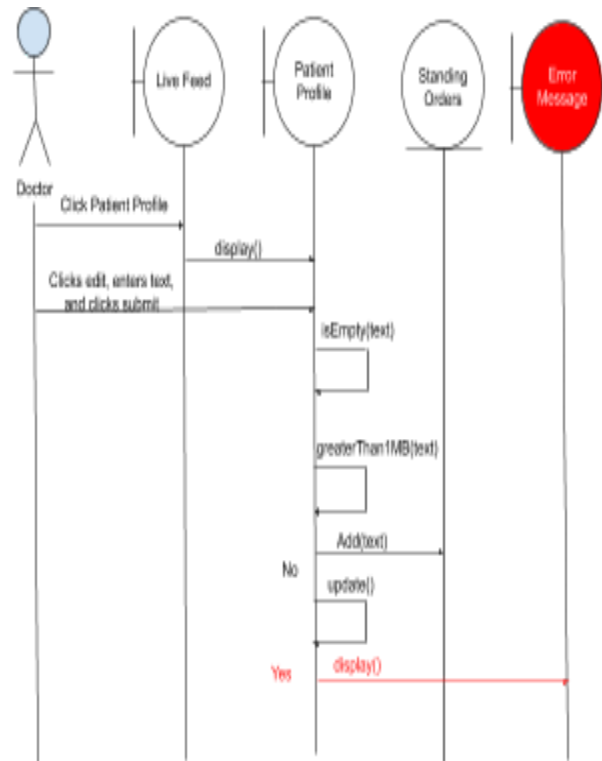 Live Feed
Patient
Profile
Standing
Orders
Error
Message
Doctor
Click Patient Profile
display()
Clicks edit, enters text,
and clicks submit
isEmpty(text)
greaterThan1MB(text)
Add(text)
No
update()
Yes
display()